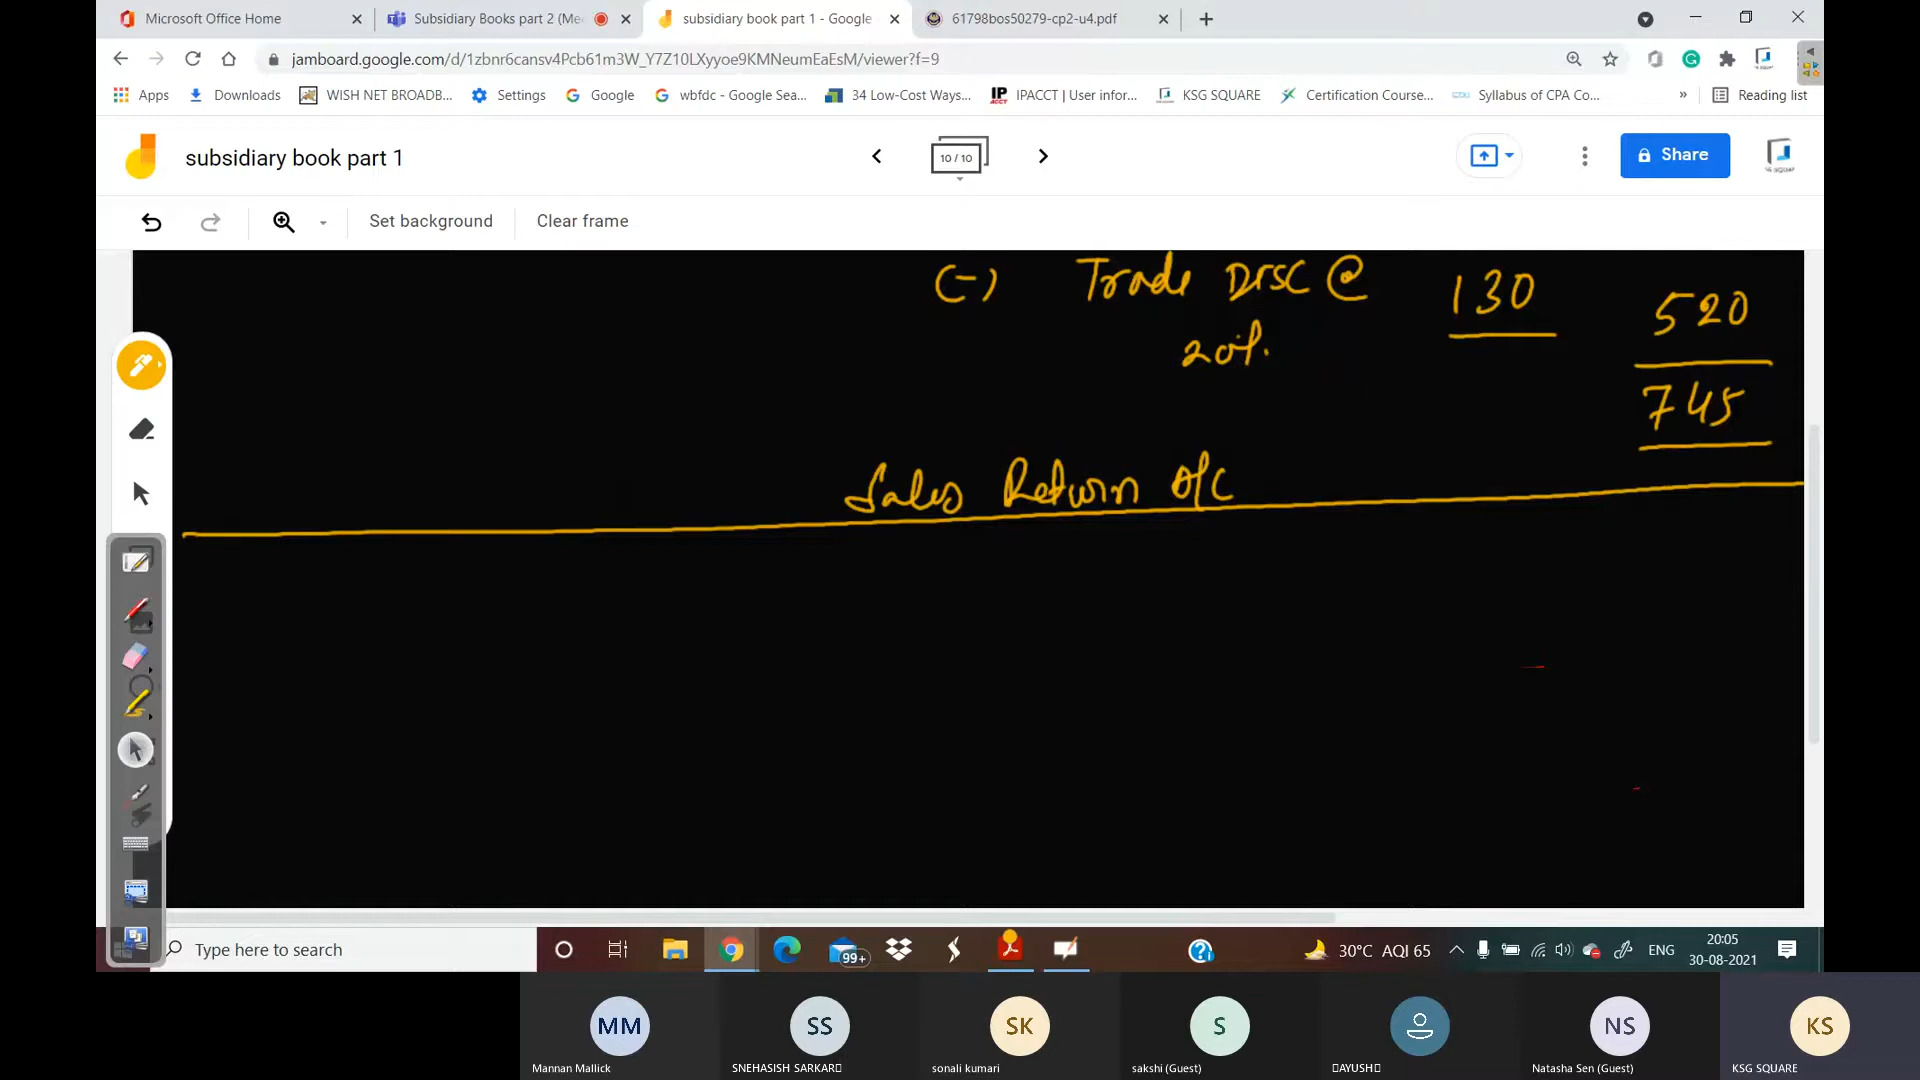 Microsoft Office Home
Subsidiary Books part 2 (Me
subsidiary book part 1 - Google
61798bos50279-cp2-u4.pdf
jamboard.google.com/d/1zbnr6cansv4Pcb61m3W_Y7Z10LXyyoe9KMNeumEaEsM/viewer?f=9
Apps Downloads WISH NET BROADB... Settings Google wbfdc - Google Sea... 34 Low-Cost Ways... IPACCT | User infor... KSG SQUARE Certification Course... Syllabus of CPA Co... » Reading list
subsidiary book part 1
10 / 10
Share
Set background Clear frame
(-) Trade Disc @ 130 520
20%.
745
Sales Return A/C
Type here to search
99+
30°C AQI 65
ENG
20:05
30-08-2021
MM SS SK S NS KS
Mannan Mallick SNEHASISH SARKAR sonali kumari sakshi (Guest) AYUSH Natasha Sen (Guest) KSG SQUARE